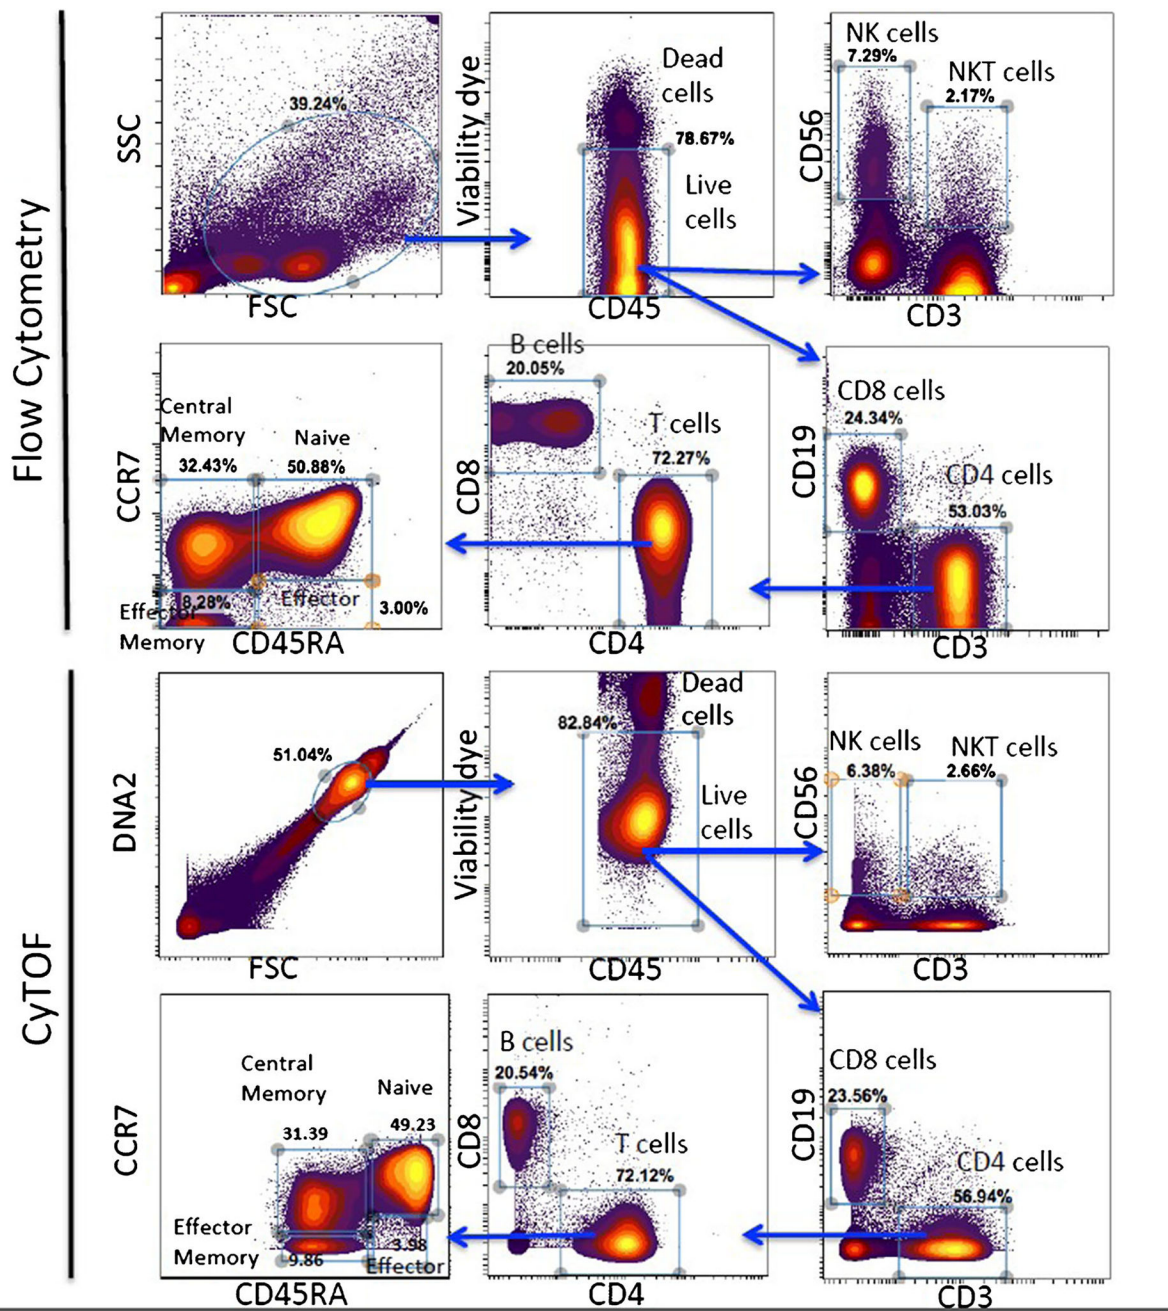 Flow Cytometry
SSC
39.24%
FSC
Viability dye
Dead
cells
78.67%
Live
cells
CD45
CD56
NK cells
7.29%
NKT cells
2.17%
CD3
CCR7
Central
Memory
32.43%
Naive
50.88%
8.28%
Effector
Memory
Effector
3.00%
CD45RA
CD8
B cells
20.05%
T cells
72.27%
CD4
CD19
CD8 cells
24.34%
CD4 cells
53.03%
CD3
CyTOF
DNA2
51.04%
FSC
Viability dye
Dead
cells
82.84%
Live
cells
CD45
CD56
NK cells
6.38%
NKT cells
2.66%
CD3
CCR7
Central
Memory
31.39
Naive
49.23
Effector
Memory
9.86
3.98
Effector
CD45RA
CD8
B cells
20.54%
T cells
72.12%
CD4
CD19
CD8 cells
23.56%
CD4 cells
56.94%
CD3